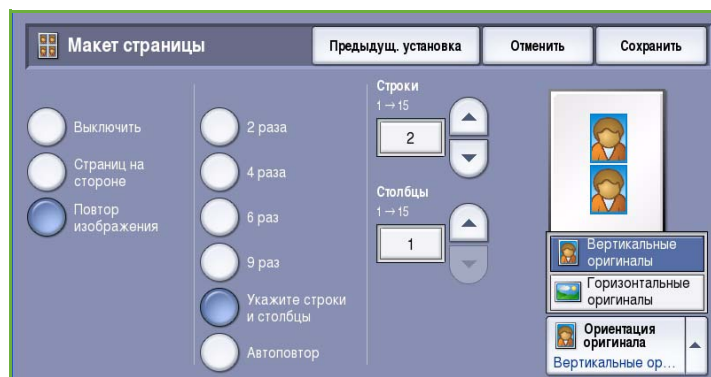 Макет страницы
Предыдущ. установка
Отменить
Сохранить
Выключить
Страниц на
стороне
Повтор
изображения
2 раза
4 раза
6 раз
9 раз
Укажите строки
и столбцы
Автоповтор
Строки
1 → 15
2
Столбцы
1 → 15
1
Вертикальные
оригиналы
Горизонтальные
оригиналы
Ориентация
оригинала
Вертикальные ор...